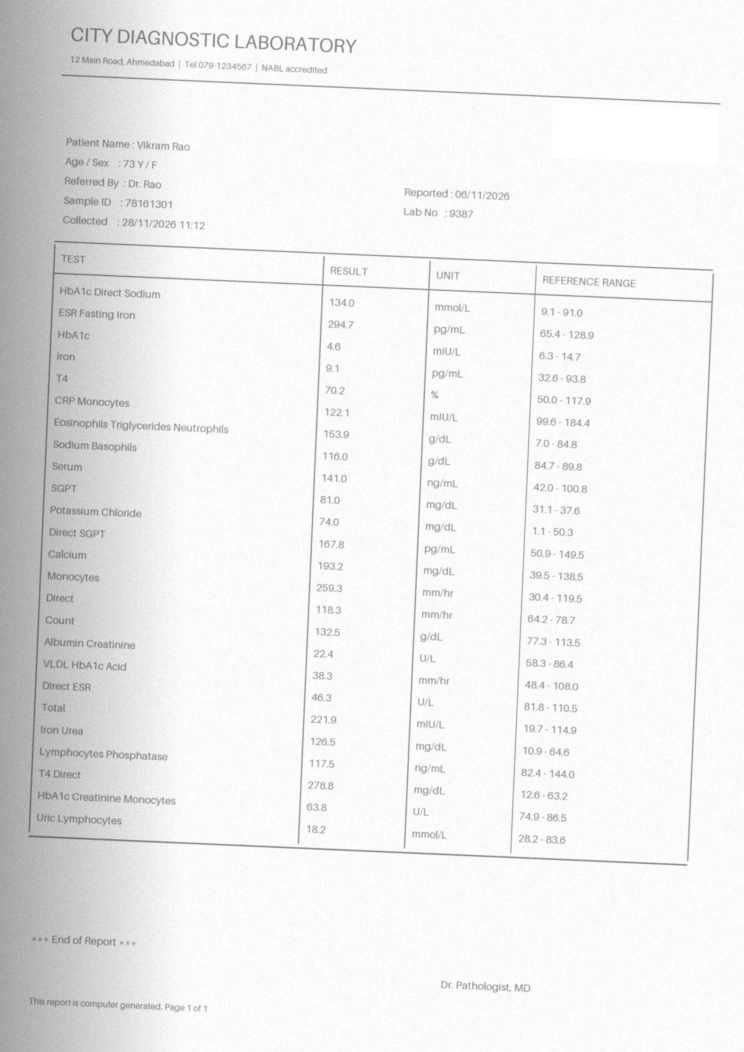 CITY DIAGNOSTIC LABORATORY
12 Main Road, Ahmedabad | Tel 079-1234567 | NABL accredited
Patient Name : Vikram Rao
Age / Sex : 73 Y / F
Referred By : Dr. Rao Reported : 06/11/2026
Sample ID : 78161301 Lab No : 9387
Collected : 28/11/2026 11:12
TEST RESULT UNIT REFERENCE RANGE
HbA1c Direct Sodium 134.0 mmol/L 9.1 - 91.0
ESR Fasting Iron 294.7 pg/mL 65.4 - 128.9
HbA1c 4.6 mIU/L 6.3 - 14.7
Iron 9.1 pg/mL 32.6 - 93.8
T4 70.2 % 50.0 - 117.9
CRP Monocytes 122.1 mIU/L 99.6 - 184.4
Eosinophils Triglycerides Neutrophils 153.9 g/dL 7.0 - 84.8
Sodium Basophils 116.0 g/dL 84.7 - 89.8
Serum 141.0 ng/mL 42.0 - 100.8
SGPT 81.0 mg/dL 31.1 - 37.6
Potassium Chloride 74.0 mg/dL 1.1 - 50.3
Direct SGPT 167.8 pg/mL 50.9 - 149.5
Calcium 193.2 mg/dL 39.5 - 138.5
Monocytes 259.3 mm/hr 30.4 - 119.5
Direct 118.3 mm/hr 64.2 - 78.7
Count 132.5 g/dL 77.3 - 113.5
Albumin Creatinine 22.4 U/L 58.3 - 86.4
VLDL HbA1c Acid 38.3 mm/hr 48.4 - 108.0
Direct ESR 46.3 U/L 81.8 - 110.5
Total 221.9 mIU/L 19.7 - 114.9
Iron Urea 126.5 mg/dL 10.9 - 64.6
Lymphocytes Phosphatase 117.5 ng/mL 82.4 - 144.0
T4 Direct 278.8 mg/dL 12.6 - 63.2
HbA1c Creatinine Monocytes 63.8 U/L 74.9 - 86.5
Uric Lymphocytes 18.2 mmol/L 28.2 - 83.6
*** End of Report ***
Dr. Pathologist, MD
This report is computer generated. Page 1 of 1